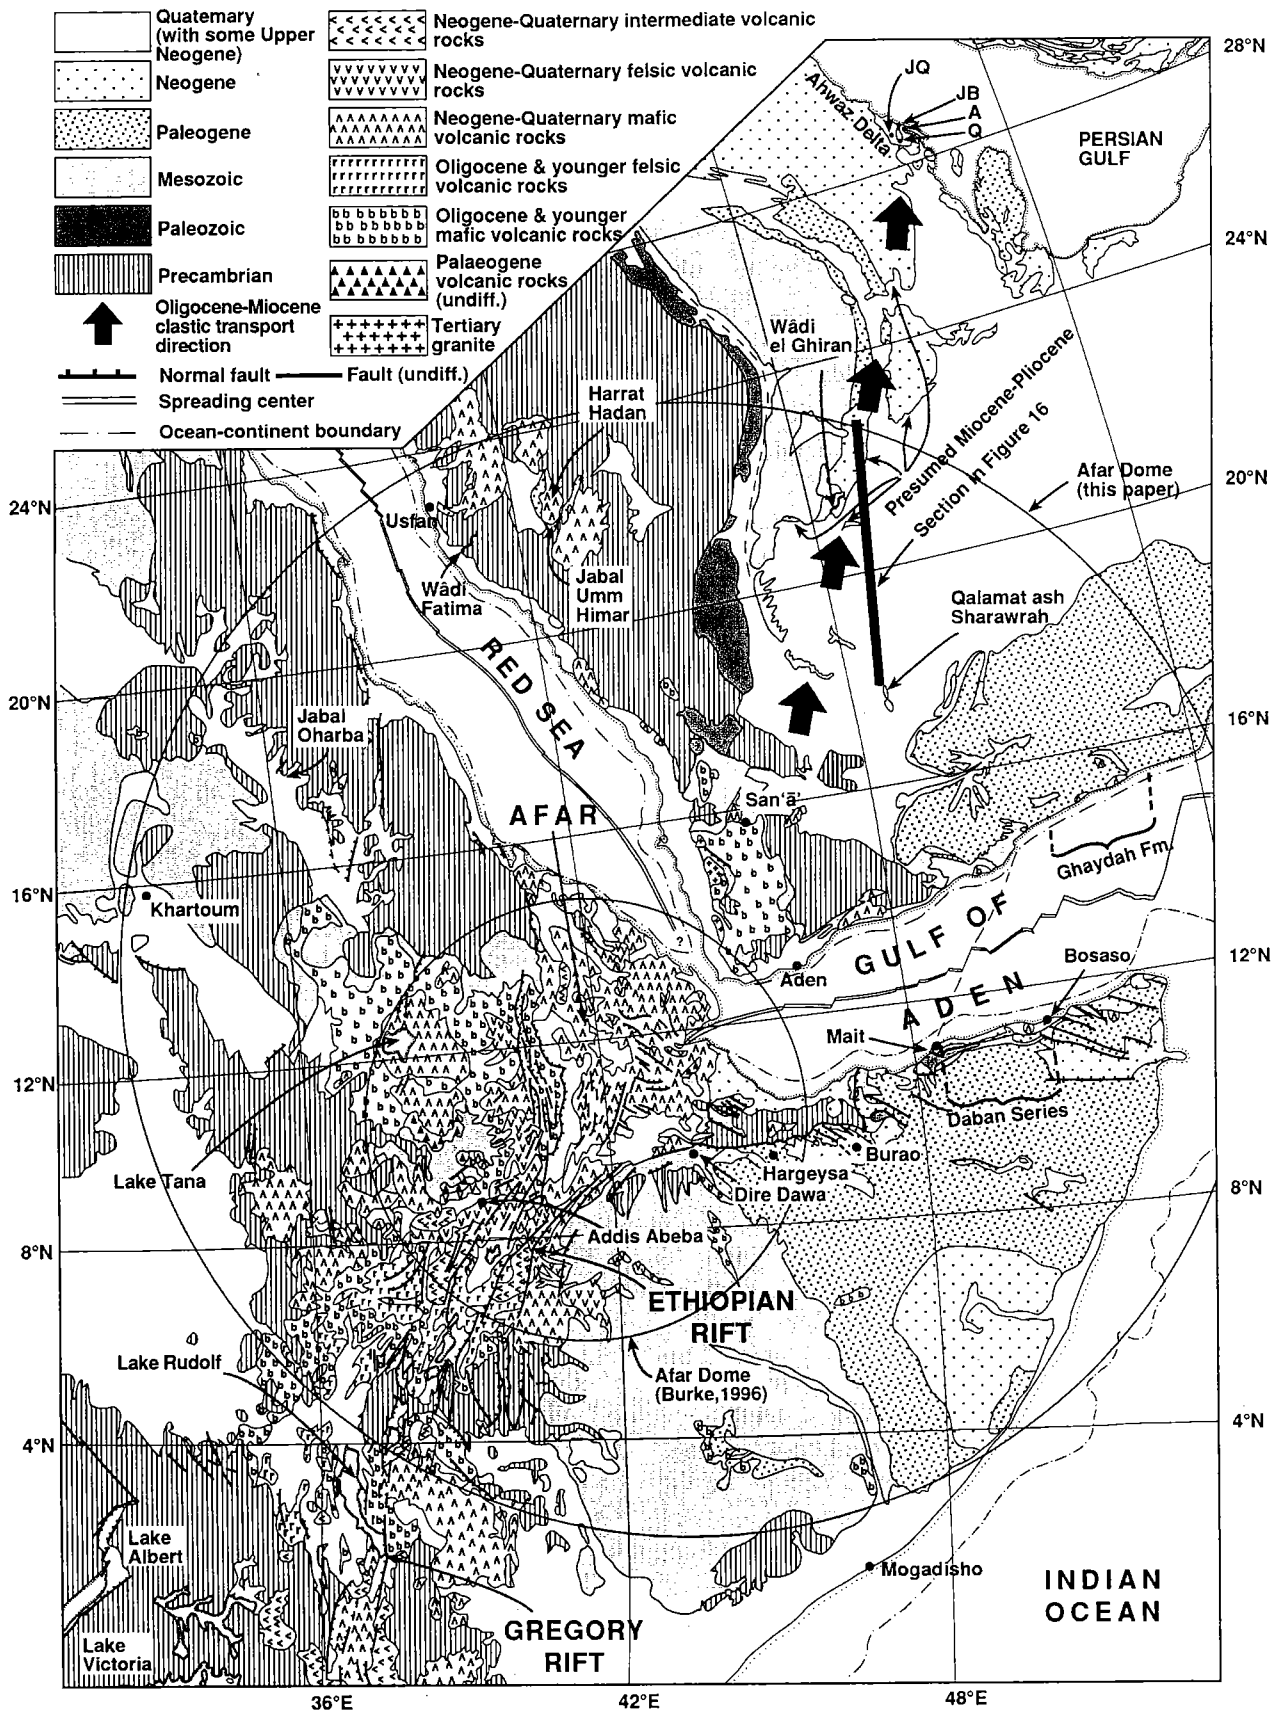 Quatemary
(with some Upper
Neogene)
Neogene
Paleogene
Mesozoic
Paleozoic
Precambrian
Oligocene-Miocene
clastic transport
direction
Normal fault
Fault (undiff.)
Spreading center
Ocean-continent boundary
Neogene-Quaternary intermediate volcanic
rocks
Neogene-Quaternary felsic volcanic
rocks
Neogene-Quaternary mafic
volcanic rocks
Oligocene & younger felsic
volcanic rocks
Oligocene & younger
mafic volcanic rocks
Palaeogene
volcanic rocks
(undiff.)
Tertiary
granite
28°N
JQ
JB
A
Q
Ahwaz Delta
PERSIAN
GULF
24°N
Wâdi
el Ghiran
Presumed Miocene-Pliocene
Section in Figure 16
Harrat
Hadan
Afar Dome
(this paper)
20°N
24°N
Usfan
Wâdi
Fatima
Jabal
Umm
Himar
Qalamat ash
Sharawrah
RED SEA
20°N
16°N
Jabal
Oharba
San‘ā’
AFAR
Ghaydah Fm.
16°N
Khartoum
GULF OF
ADEN
Aden
Bosaso
12°N
Mait
12°N
Daban Series
Burao
Hargeysa
Dire Dawa
Lake Tana
8°N
Addis Abeba
8°N
ETHIOPIAN
RIFT
Lake Rudolf
Afar Dome
(Burke,1996)
4°N
4°N
Lake
Albert
Mogadisho
INDIAN
OCEAN
GREGORY
RIFT
Lake
Victoria
36°E
42°E
48°E